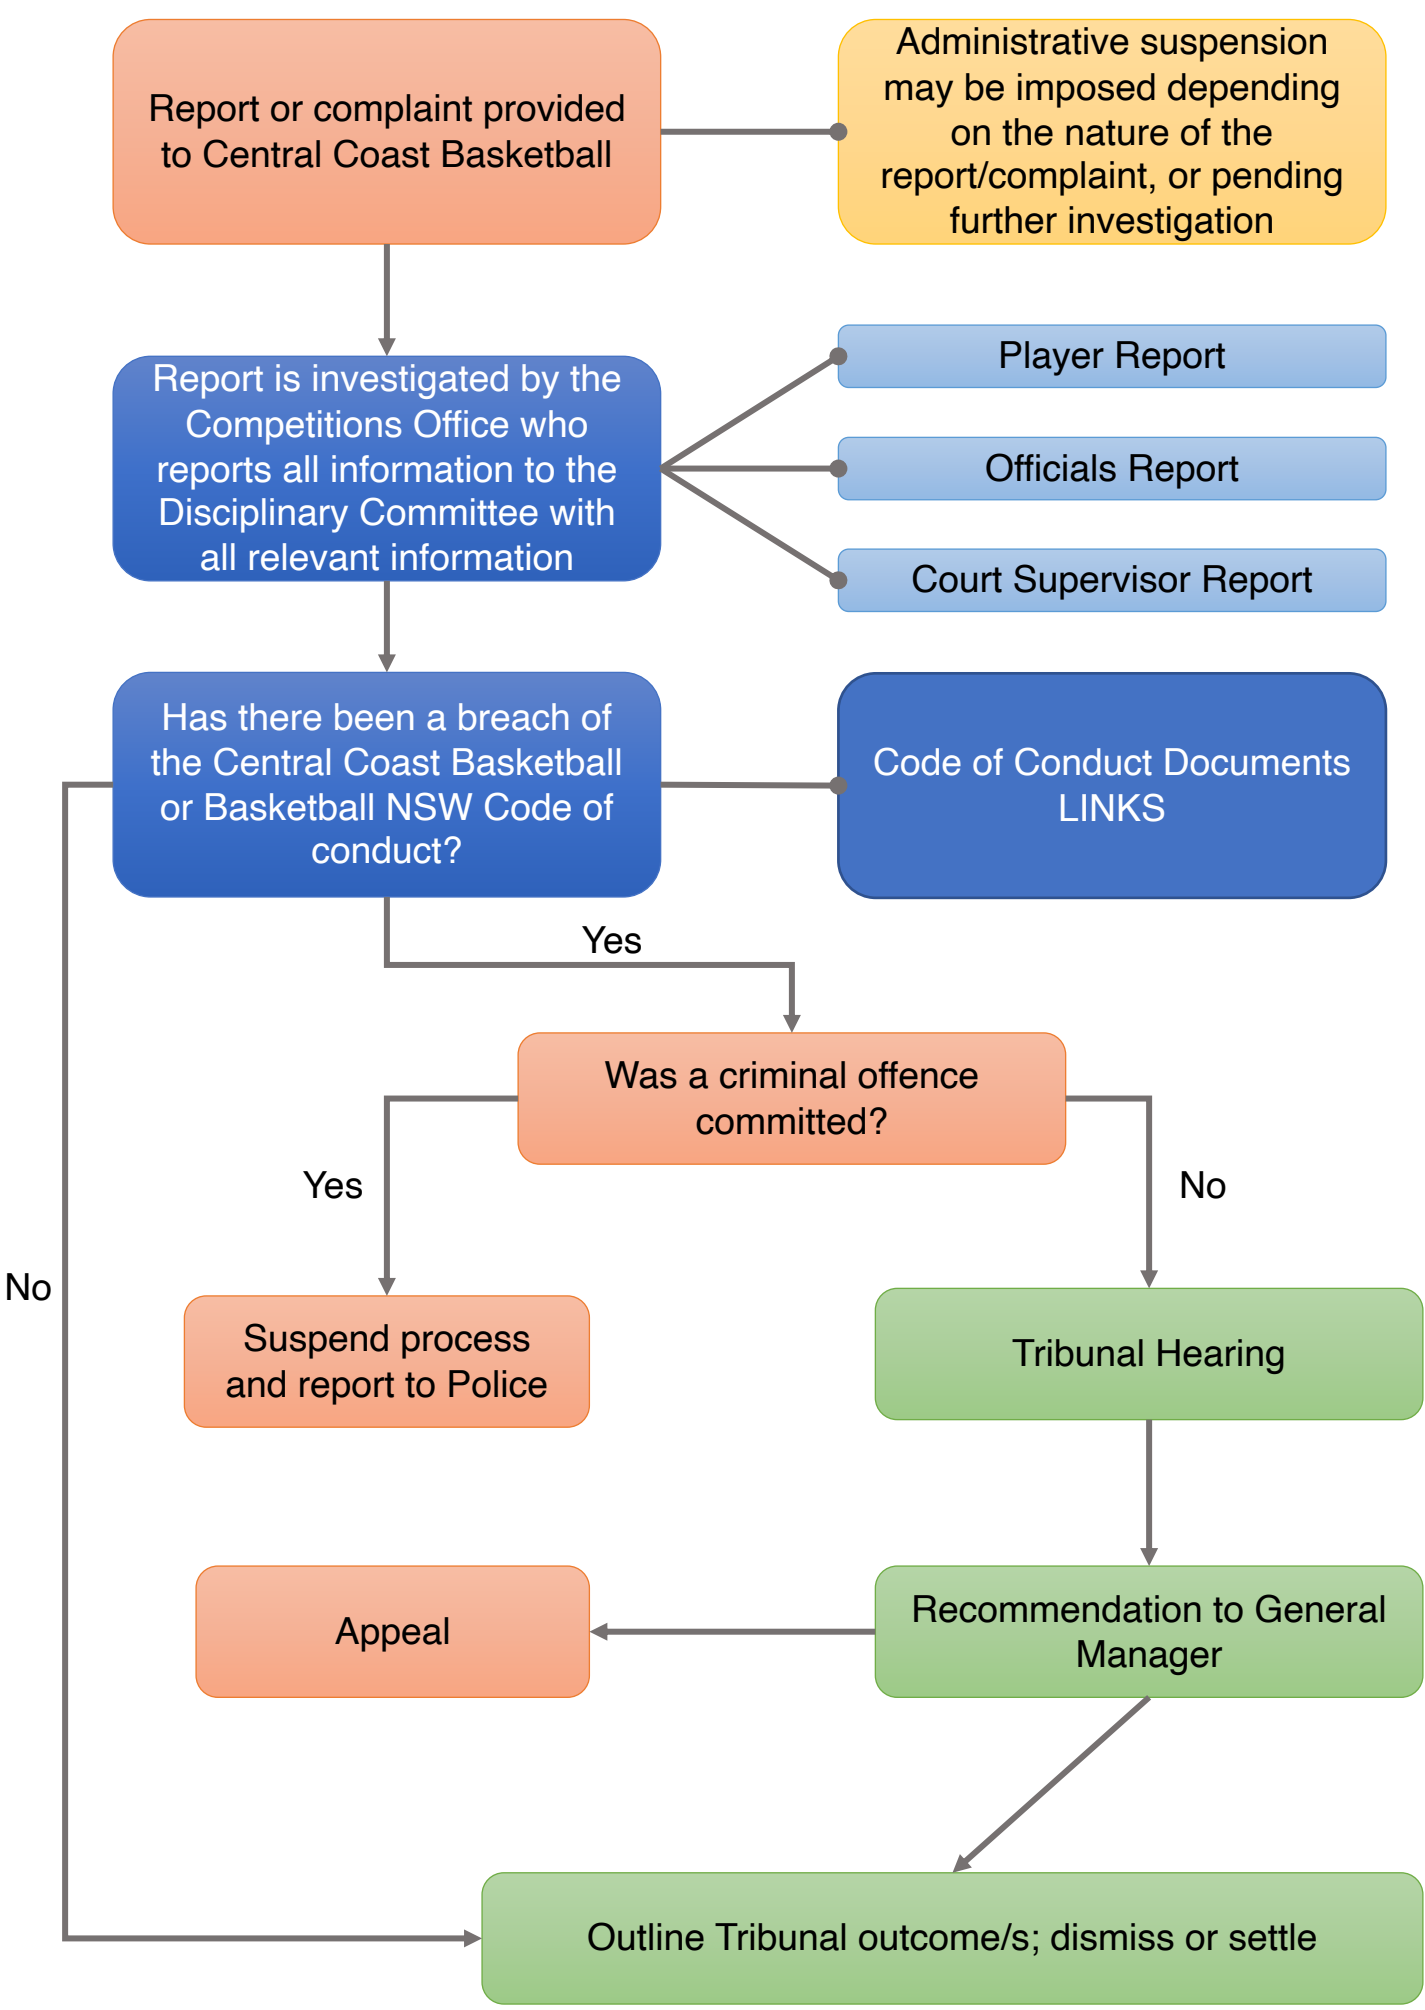 Report or complaint provided
to Central Coast Basketball
Administrative suspension
may be imposed depending
on the nature of the
report/complaint, or pending
further investigation
Report is investigated by the
Competitions Office who
reports all information to the
Disciplinary Committee with
all relevant information
Player Report
Officials Report
Court Supervisor Report
Has there been a breach of
the Central Coast Basketball
or Basketball NSW Code of
conduct?
Code of Conduct Documents
LINKS
Yes
Was a criminal offence
committed?
Yes
No
No
Suspend process
and report to Police
Tribunal Hearing
Appeal
Recommendation to General
Manager
Outline Tribunal outcome/s; dismiss or settle